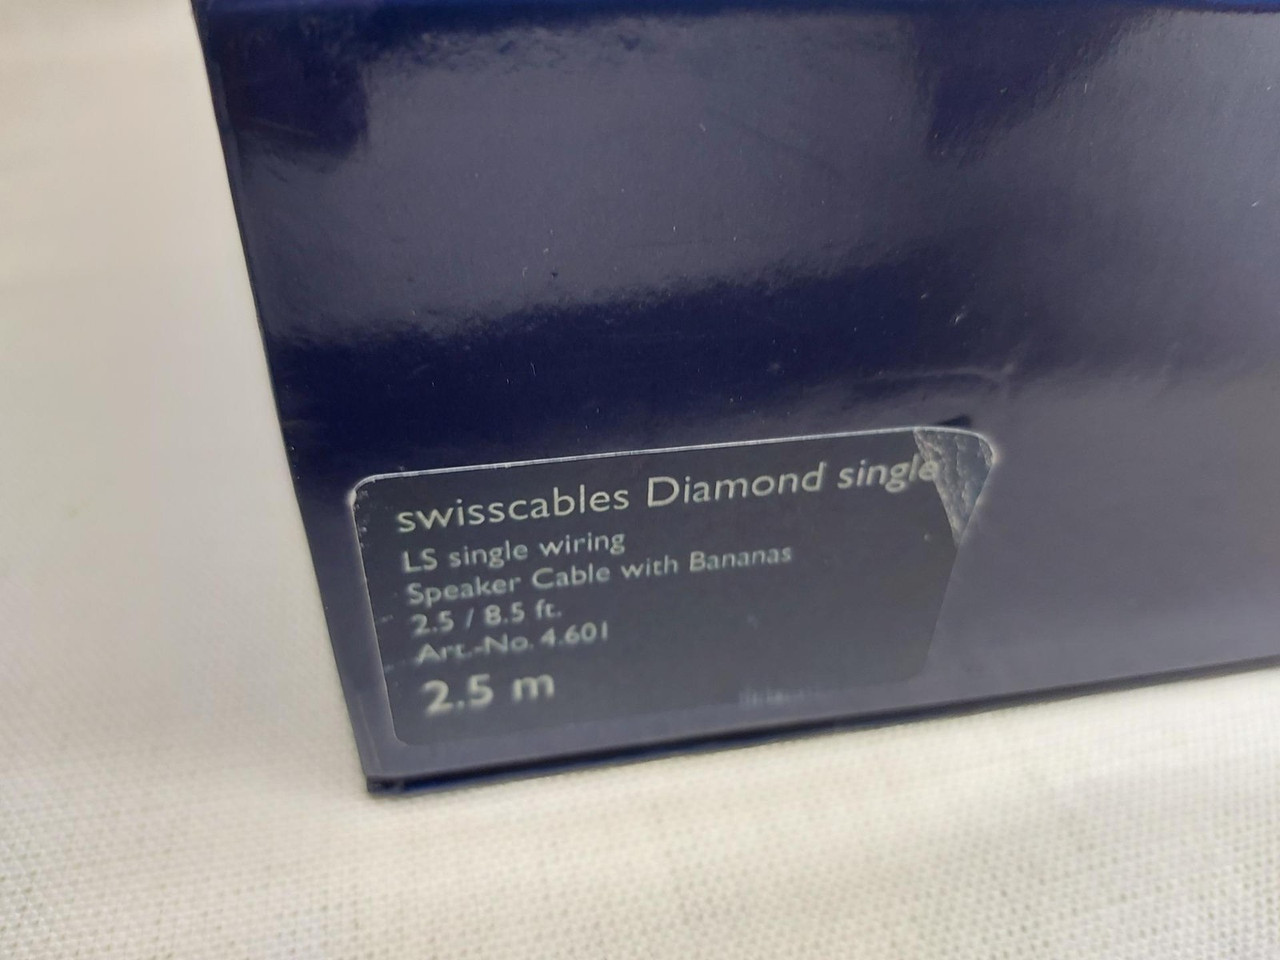 swisscables Diamond single
LS single wiring
Speaker Cable with Bananas
2.5 / 8.5 ft.
Art.-No. 4.601
2.5 m